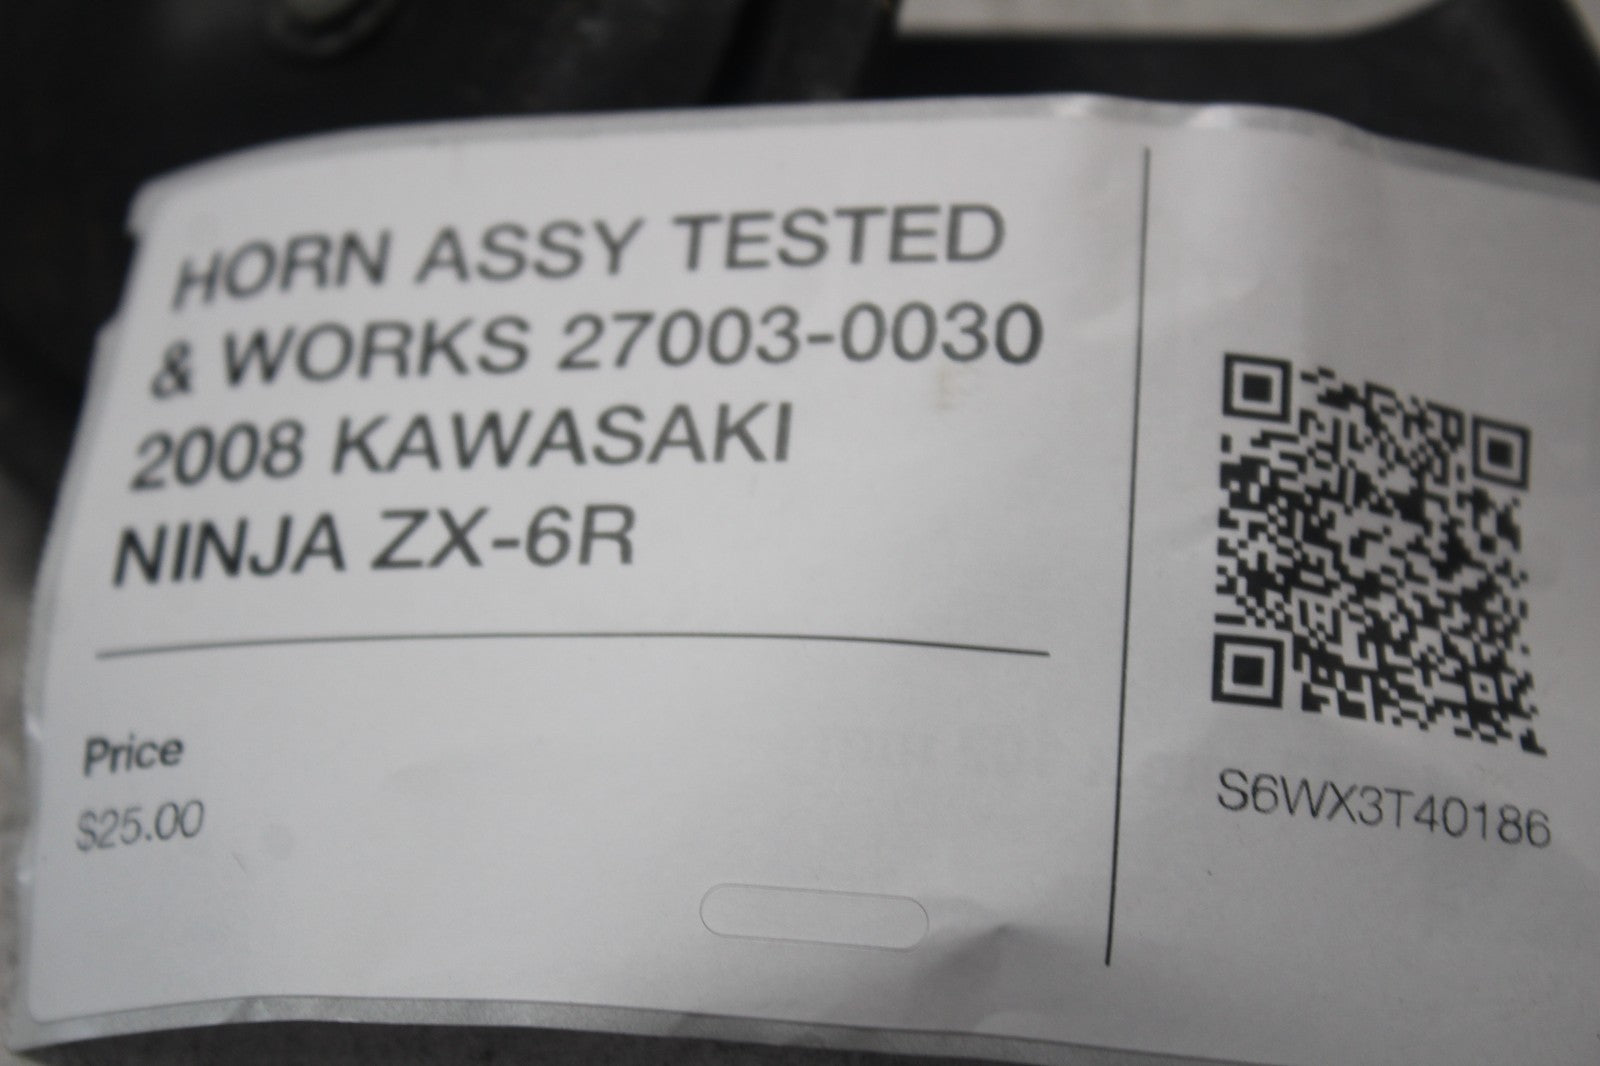 HORN ASSY TESTED
& WORKS 27003-0030
2008 KAWASAKI
NINJA ZX-6R
Price
$25.00
S6WX3T40186